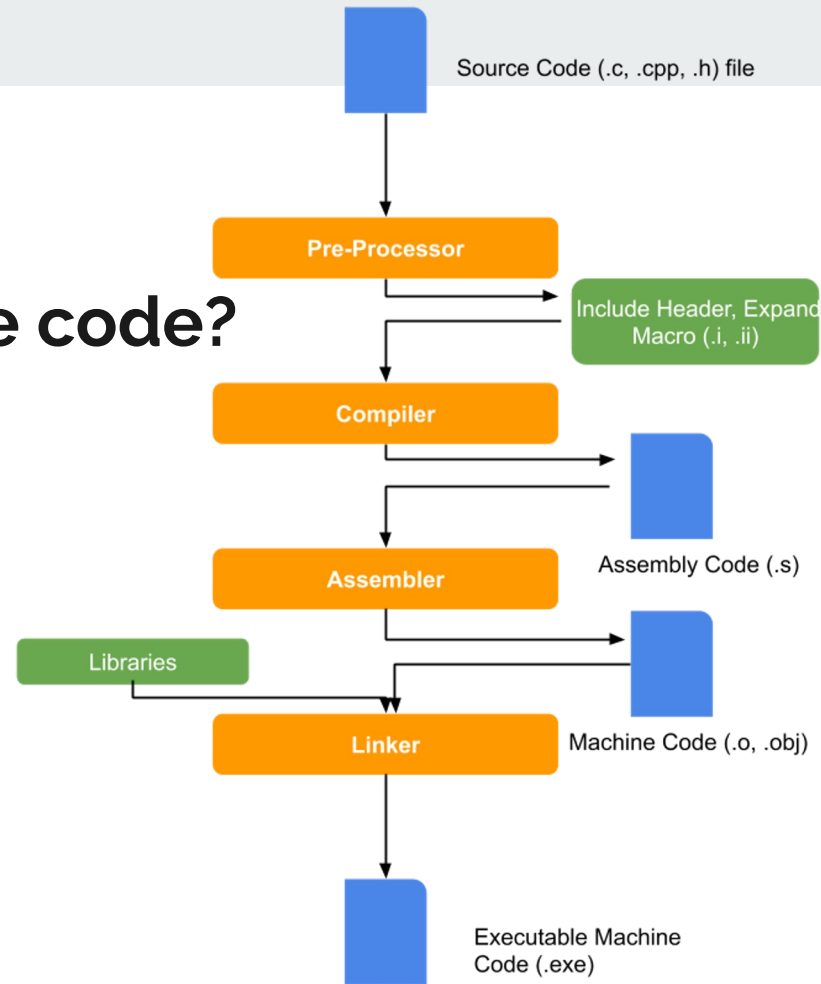 Source Code (.c, .cpp, .h) file
Pre-Processor
e code?
Include Header, Expand
Macro (.i, .ii)
Compiler
Assembly Code (.s)
Assembler
Libraries
Machine Code (.o, .obj)
Linker
Executable Machine
Code (.exe)